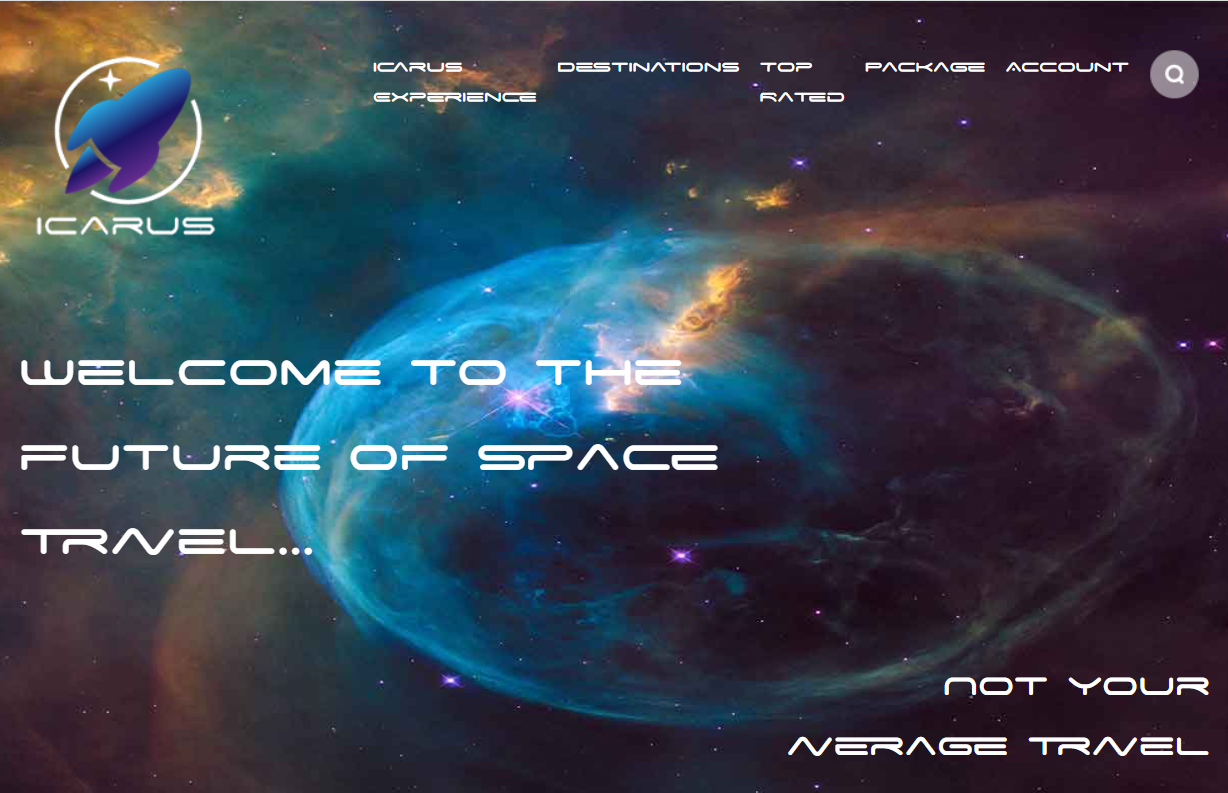 ICARUS
ICARUS EXPERIENCE
DESTINATIONS
TOP RATED
PACKAGE
ACCOUNT
WELCOME TO THE
FUTURE OF SPACE
TRAVEL...
NOT YOUR
AVERAGE TRAVEL